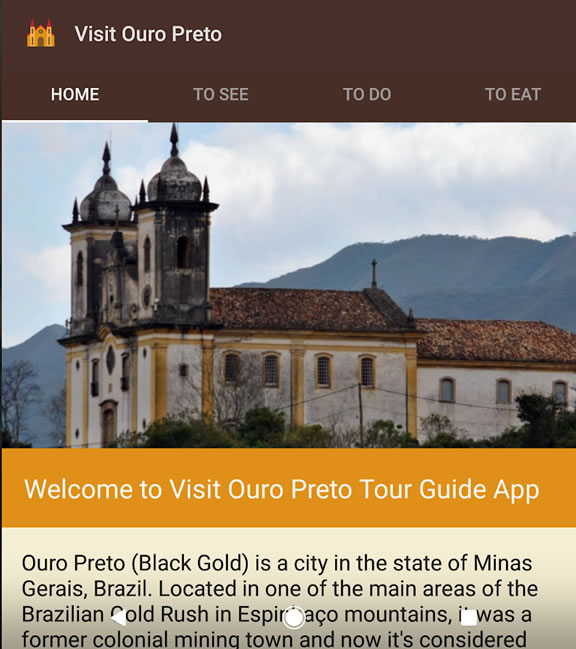 Visit Ouro Preto
HOME TO SEE TO DO TO EAT
Welcome to Visit Ouro Preto Tour Guide App
Ouro Preto (Black Gold) is a city in the state of Minas
Gerais, Brazil. Located in one of the main areas of the
Brazilian Gold Rush in Espinhaço mountains, it was a
former colonial mining town and now it's considered